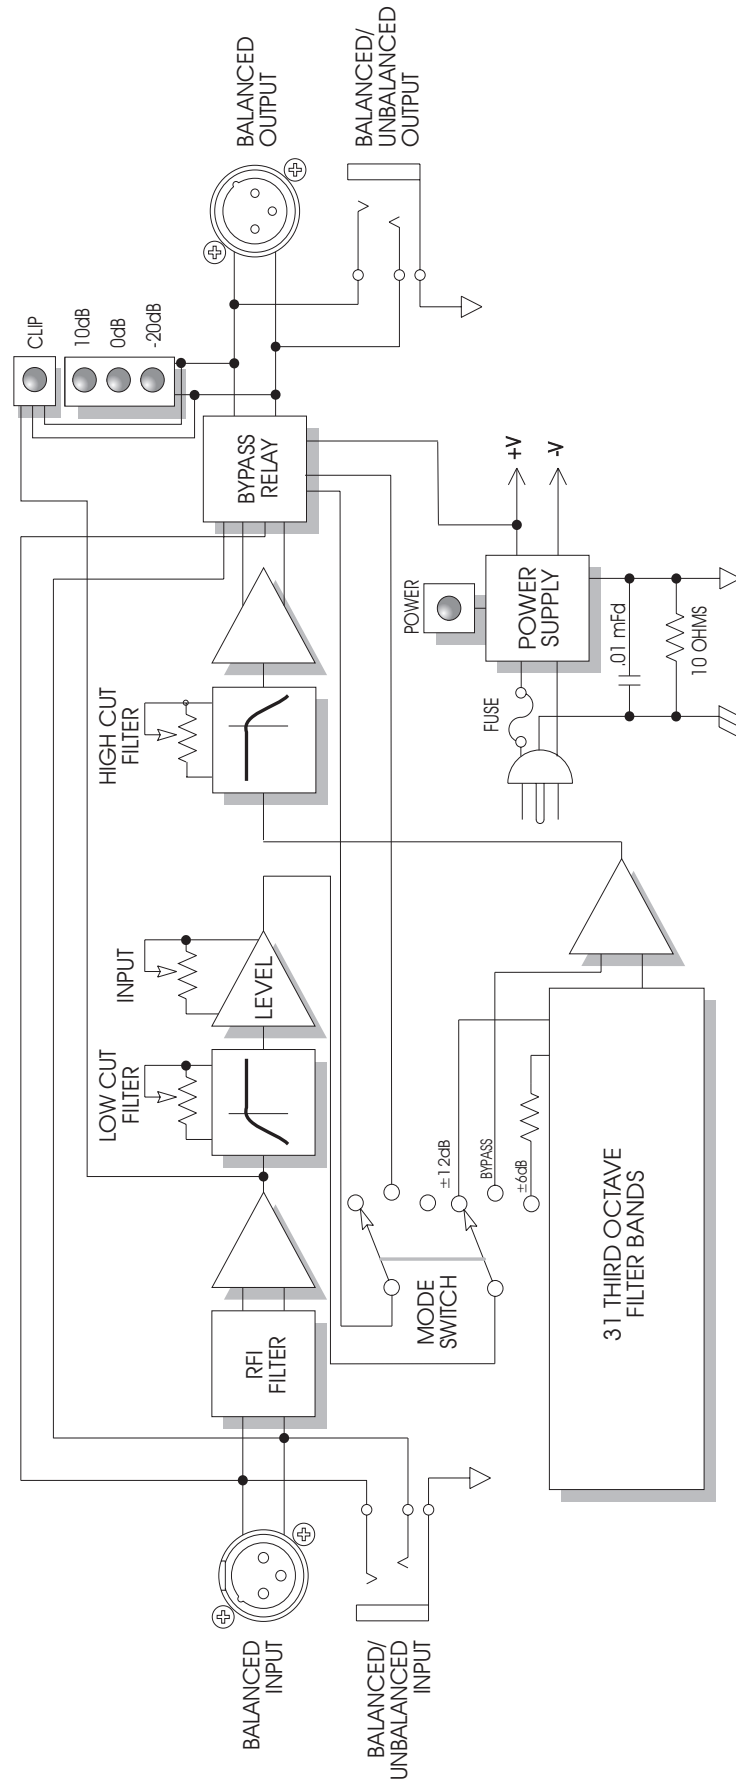 BALANCED
INPUT
BALANCED/
UNBALANCED
INPUT
RFI
FILTER
LOW CUT
FILTER
INPUT
LEVEL
HIGH CUT
FILTER
BYPASS
RELAY
CLIP
10dB
0dB
-20dB
BALANCED
OUTPUT
BALANCED/
UNBALANCED
OUTPUT
MODE
SWITCH
±12dB
BYPASS
±6dB
31 THIRD OCTAVE
FILTER BANDS
POWER
FUSE
POWER
SUPPLY
+V
-V
.01 mFd
10 OHMS